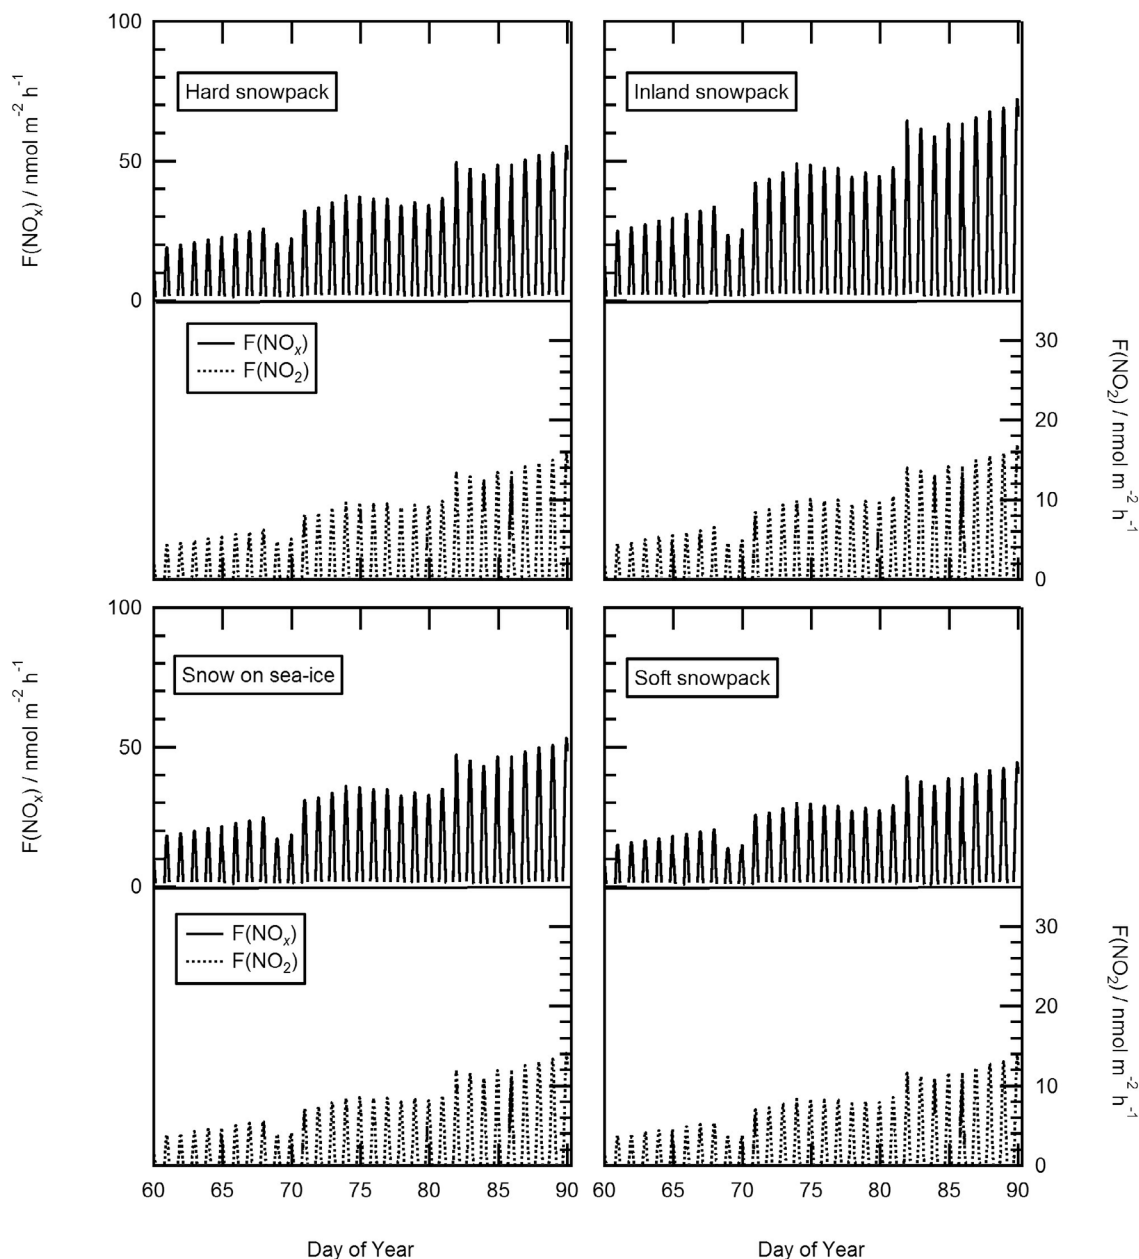 100
50
0
F(NOx) / nmol m-2 h-1
Hard snowpack
Inland snowpack
F(NOx)
F(NO2)
30
20
10
0
F(NO2) / nmol m-2 h-1
100
50
0
F(NOx) / nmol m-2 h-1
Snow on sea-ice
Soft snowpack
F(NOx)
F(NO2)
30
20
10
0
F(NO2) / nmol m-2 h-1
60 65 70 75 80 85 90
60 65 70 75 80 85 90
Day of Year
Day of Year